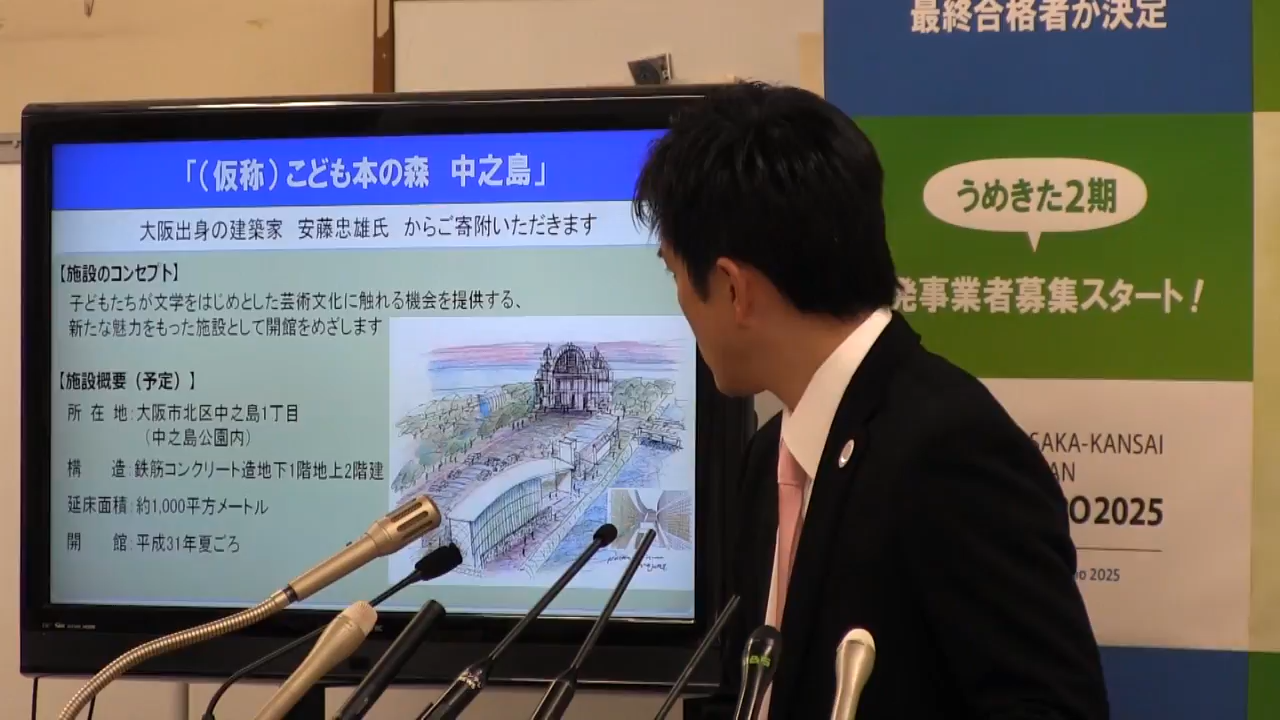 「（仮称）こども本の森　中之島」
大阪出身の建築家　安藤忠雄氏　からご寄附いただきます
【施設のコンセプト】
子どもたちが文学をはじめとした芸術文化に触れる機会を提供する、
新たな魅力をもった施設として開館をめざします
【施設概要（予定）】
所在地：大阪市北区中之島1丁目
（中之島公園内）
構　造：鉄筋コンクリート造地下1階地上2階建
延床面積：約1,000平方メートル
開　館：平成31年夏ごろ
最終合格者が決定
うめきた2期
発事業者募集スタート！
SAKA-KANSAI
AN
O2025
2025